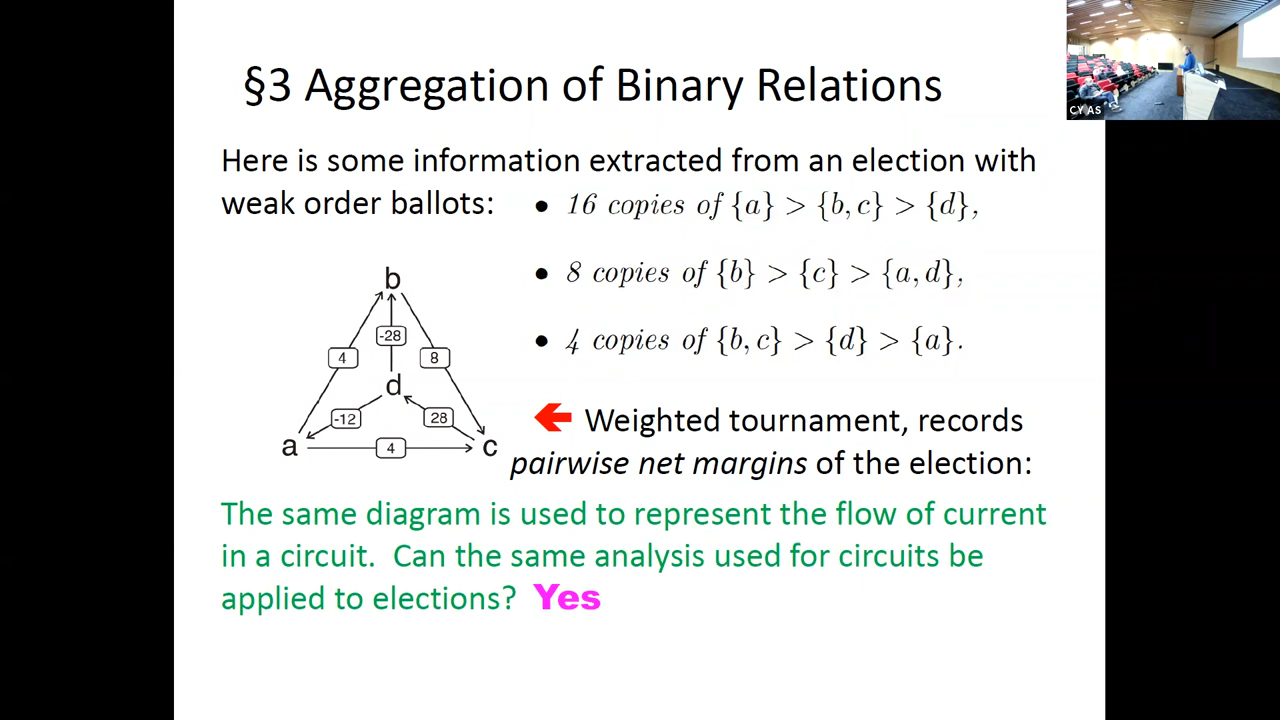 §3 Aggregation of Binary Relations
CY AS
Here is some information extracted from an election with
weak order ballots:
• 16 copies of {a} > {b, c} > {d},
• 8 copies of {b} > {c} > {a, d},
• 4 copies of {b, c} > {d} > {a}.
b
-28
4
8
d
-12
28
a
4
c
Weighted tournament, records
pairwise net margins of the election:
The same diagram is used to represent the flow of current
in a circuit. Can the same analysis used for circuits be
applied to elections? Yes